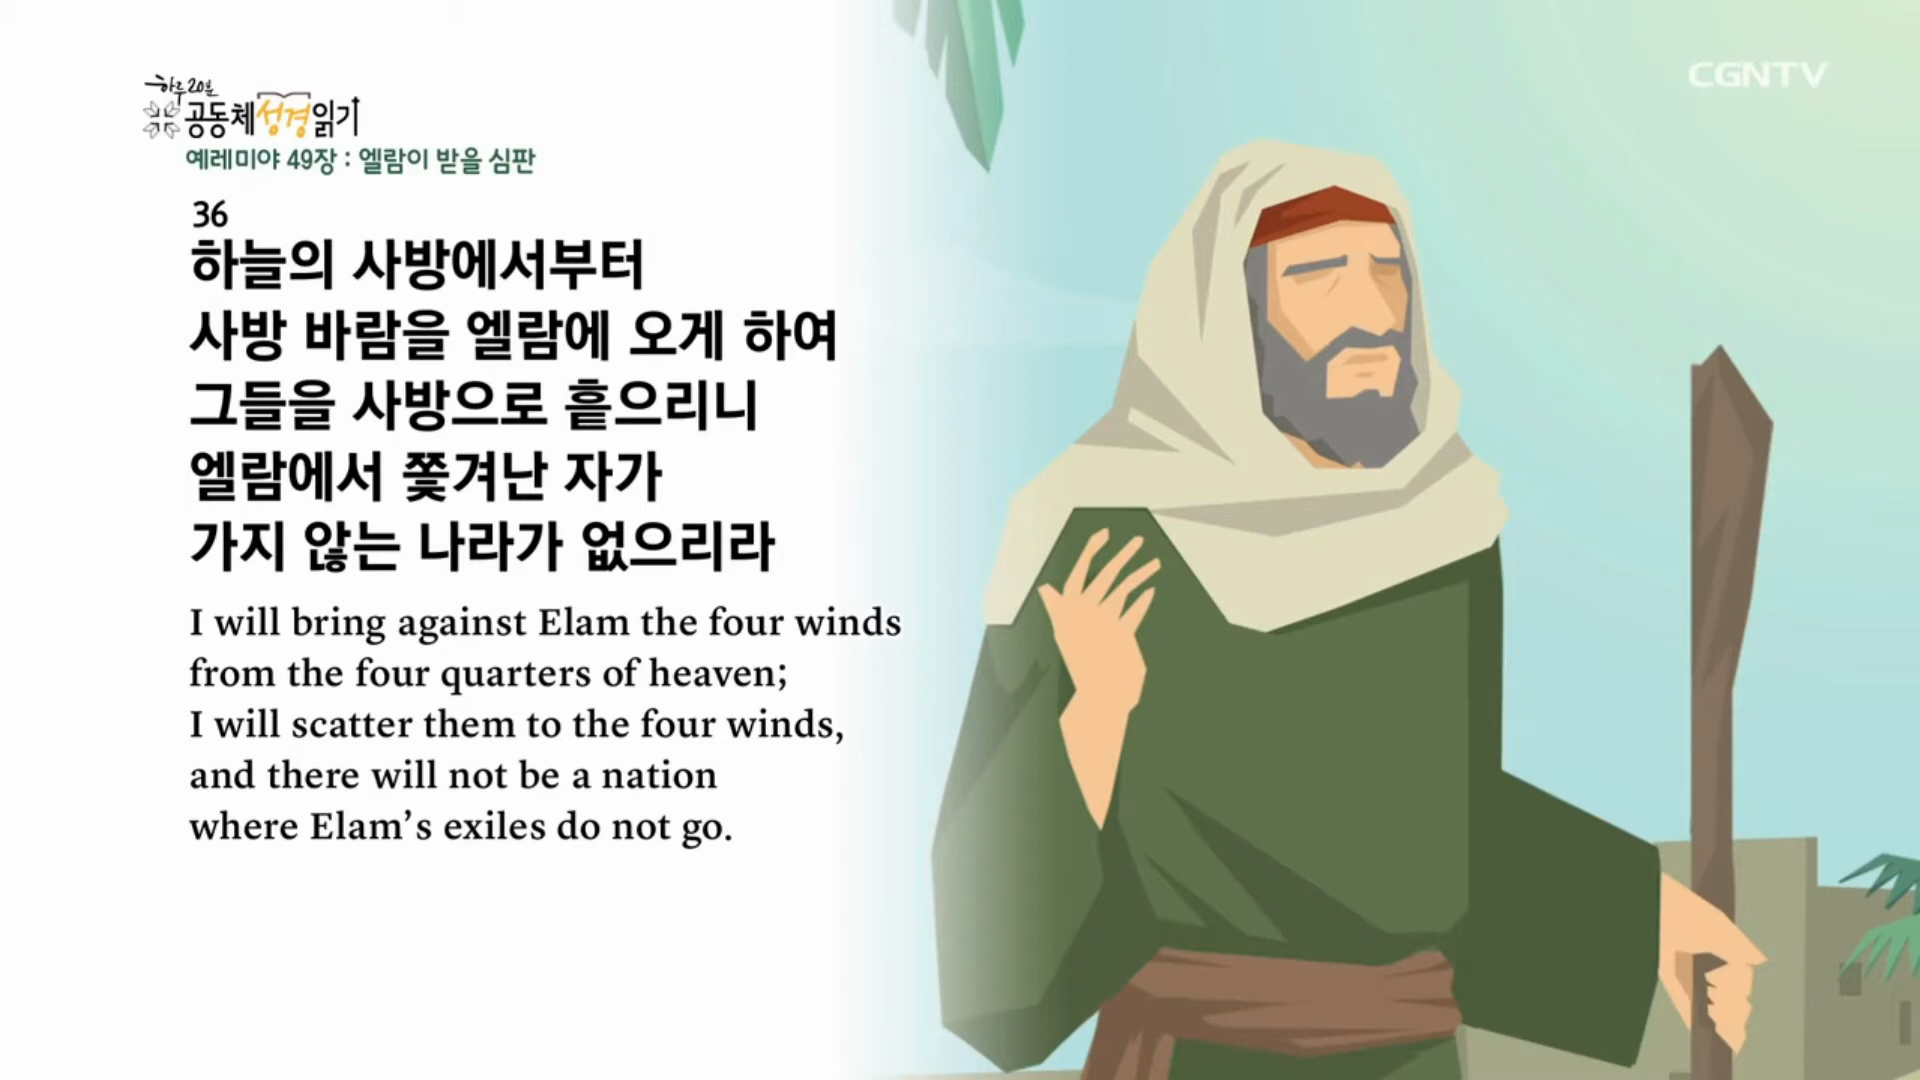 하루 20분
공동체성경읽기
CGNTV
예레미야 49장 : 엘람이 받을 심판
36
하늘의 사방에서부터
사방 바람을 엘람에 오게 하여
그들을 사방으로 흩으리니
엘람에서 쫓겨난 자가
가지 않는 나라가 없으리라
I will bring against Elam the four winds
from the four quarters of heaven;
I will scatter them to the four winds,
and there will not be a nation
where Elam’s exiles do not go.